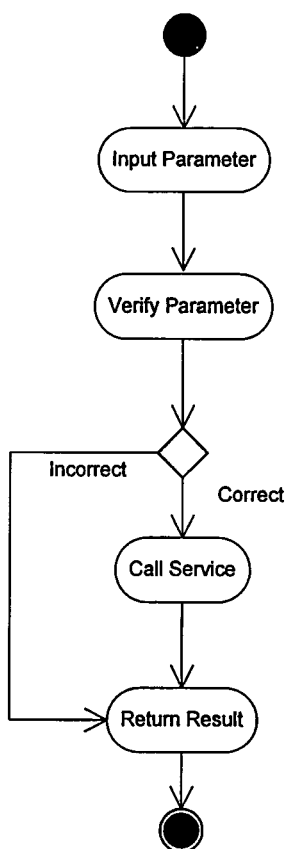 Input Parameter
Verify Parameter
Incorrect
Correct
Call Service
Return Result